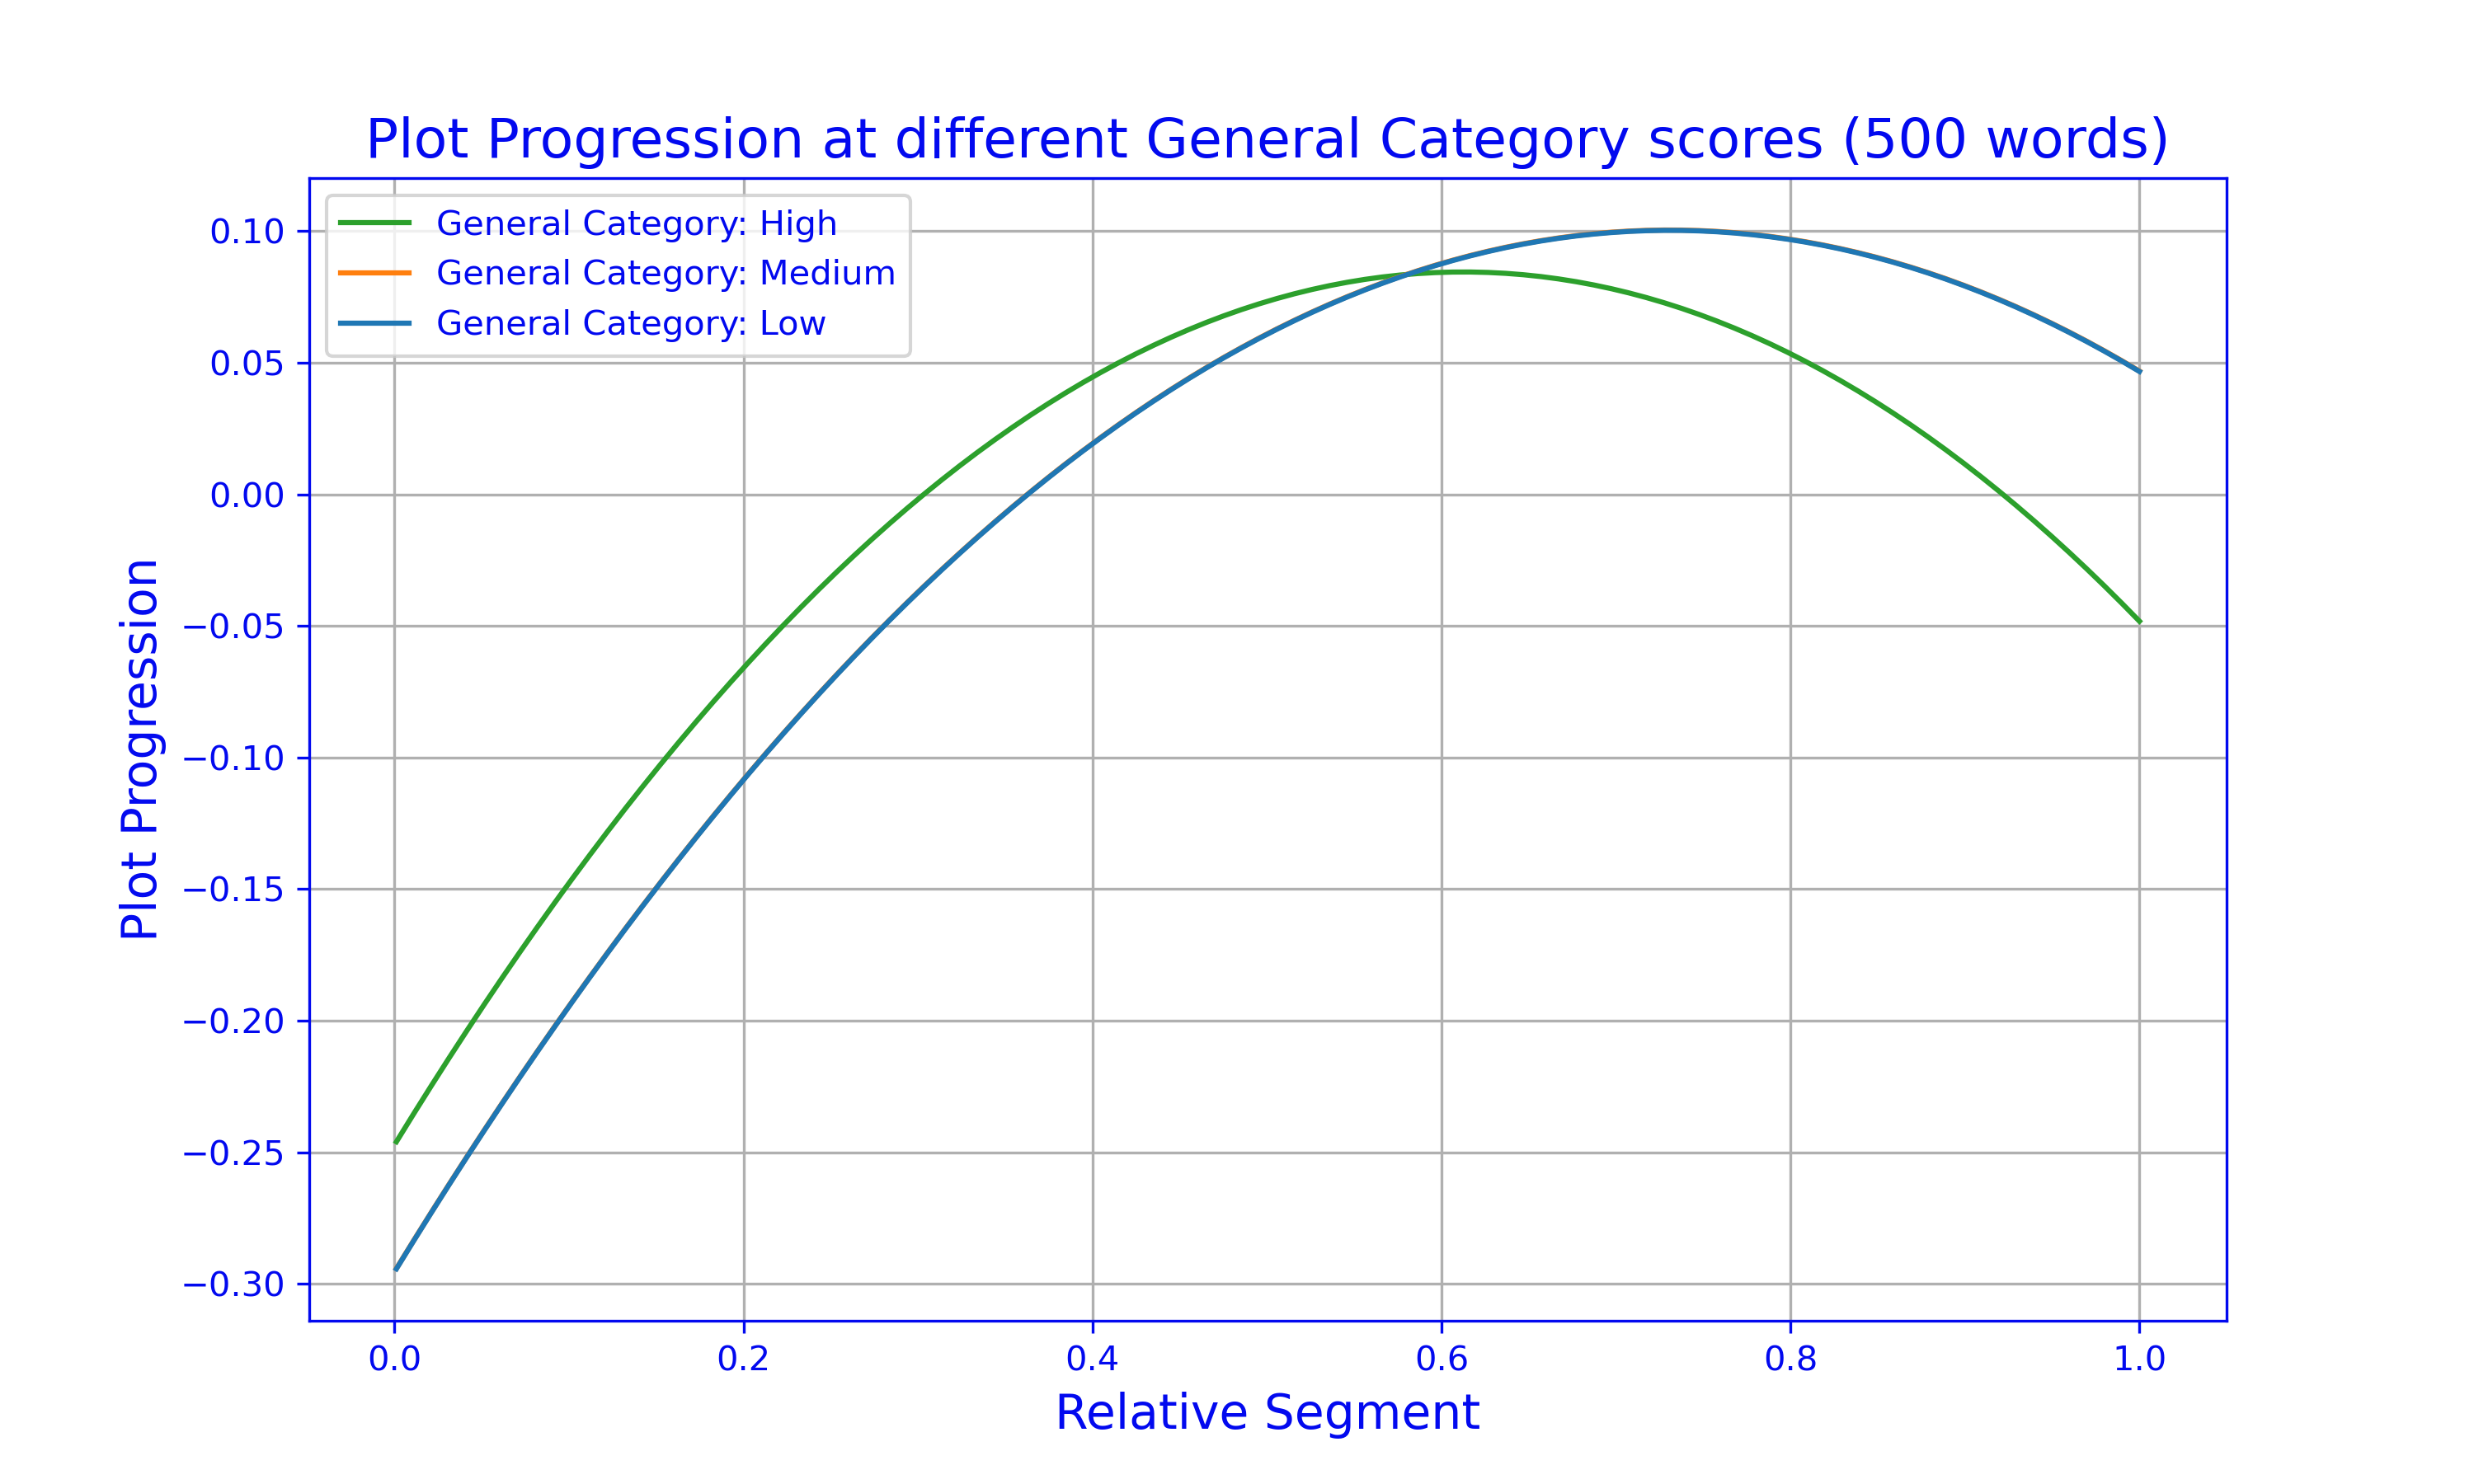 Plot Progression at different General Category scores (500 words)
General Category: High
General Category: Medium
General Category: Low
0.10
0.05
0.00
−0.05
−0.10
−0.15
−0.20
−0.25
−0.30
Plot Progression
0.0 0.2 0.4 0.6 0.8 1.0
Relative Segment